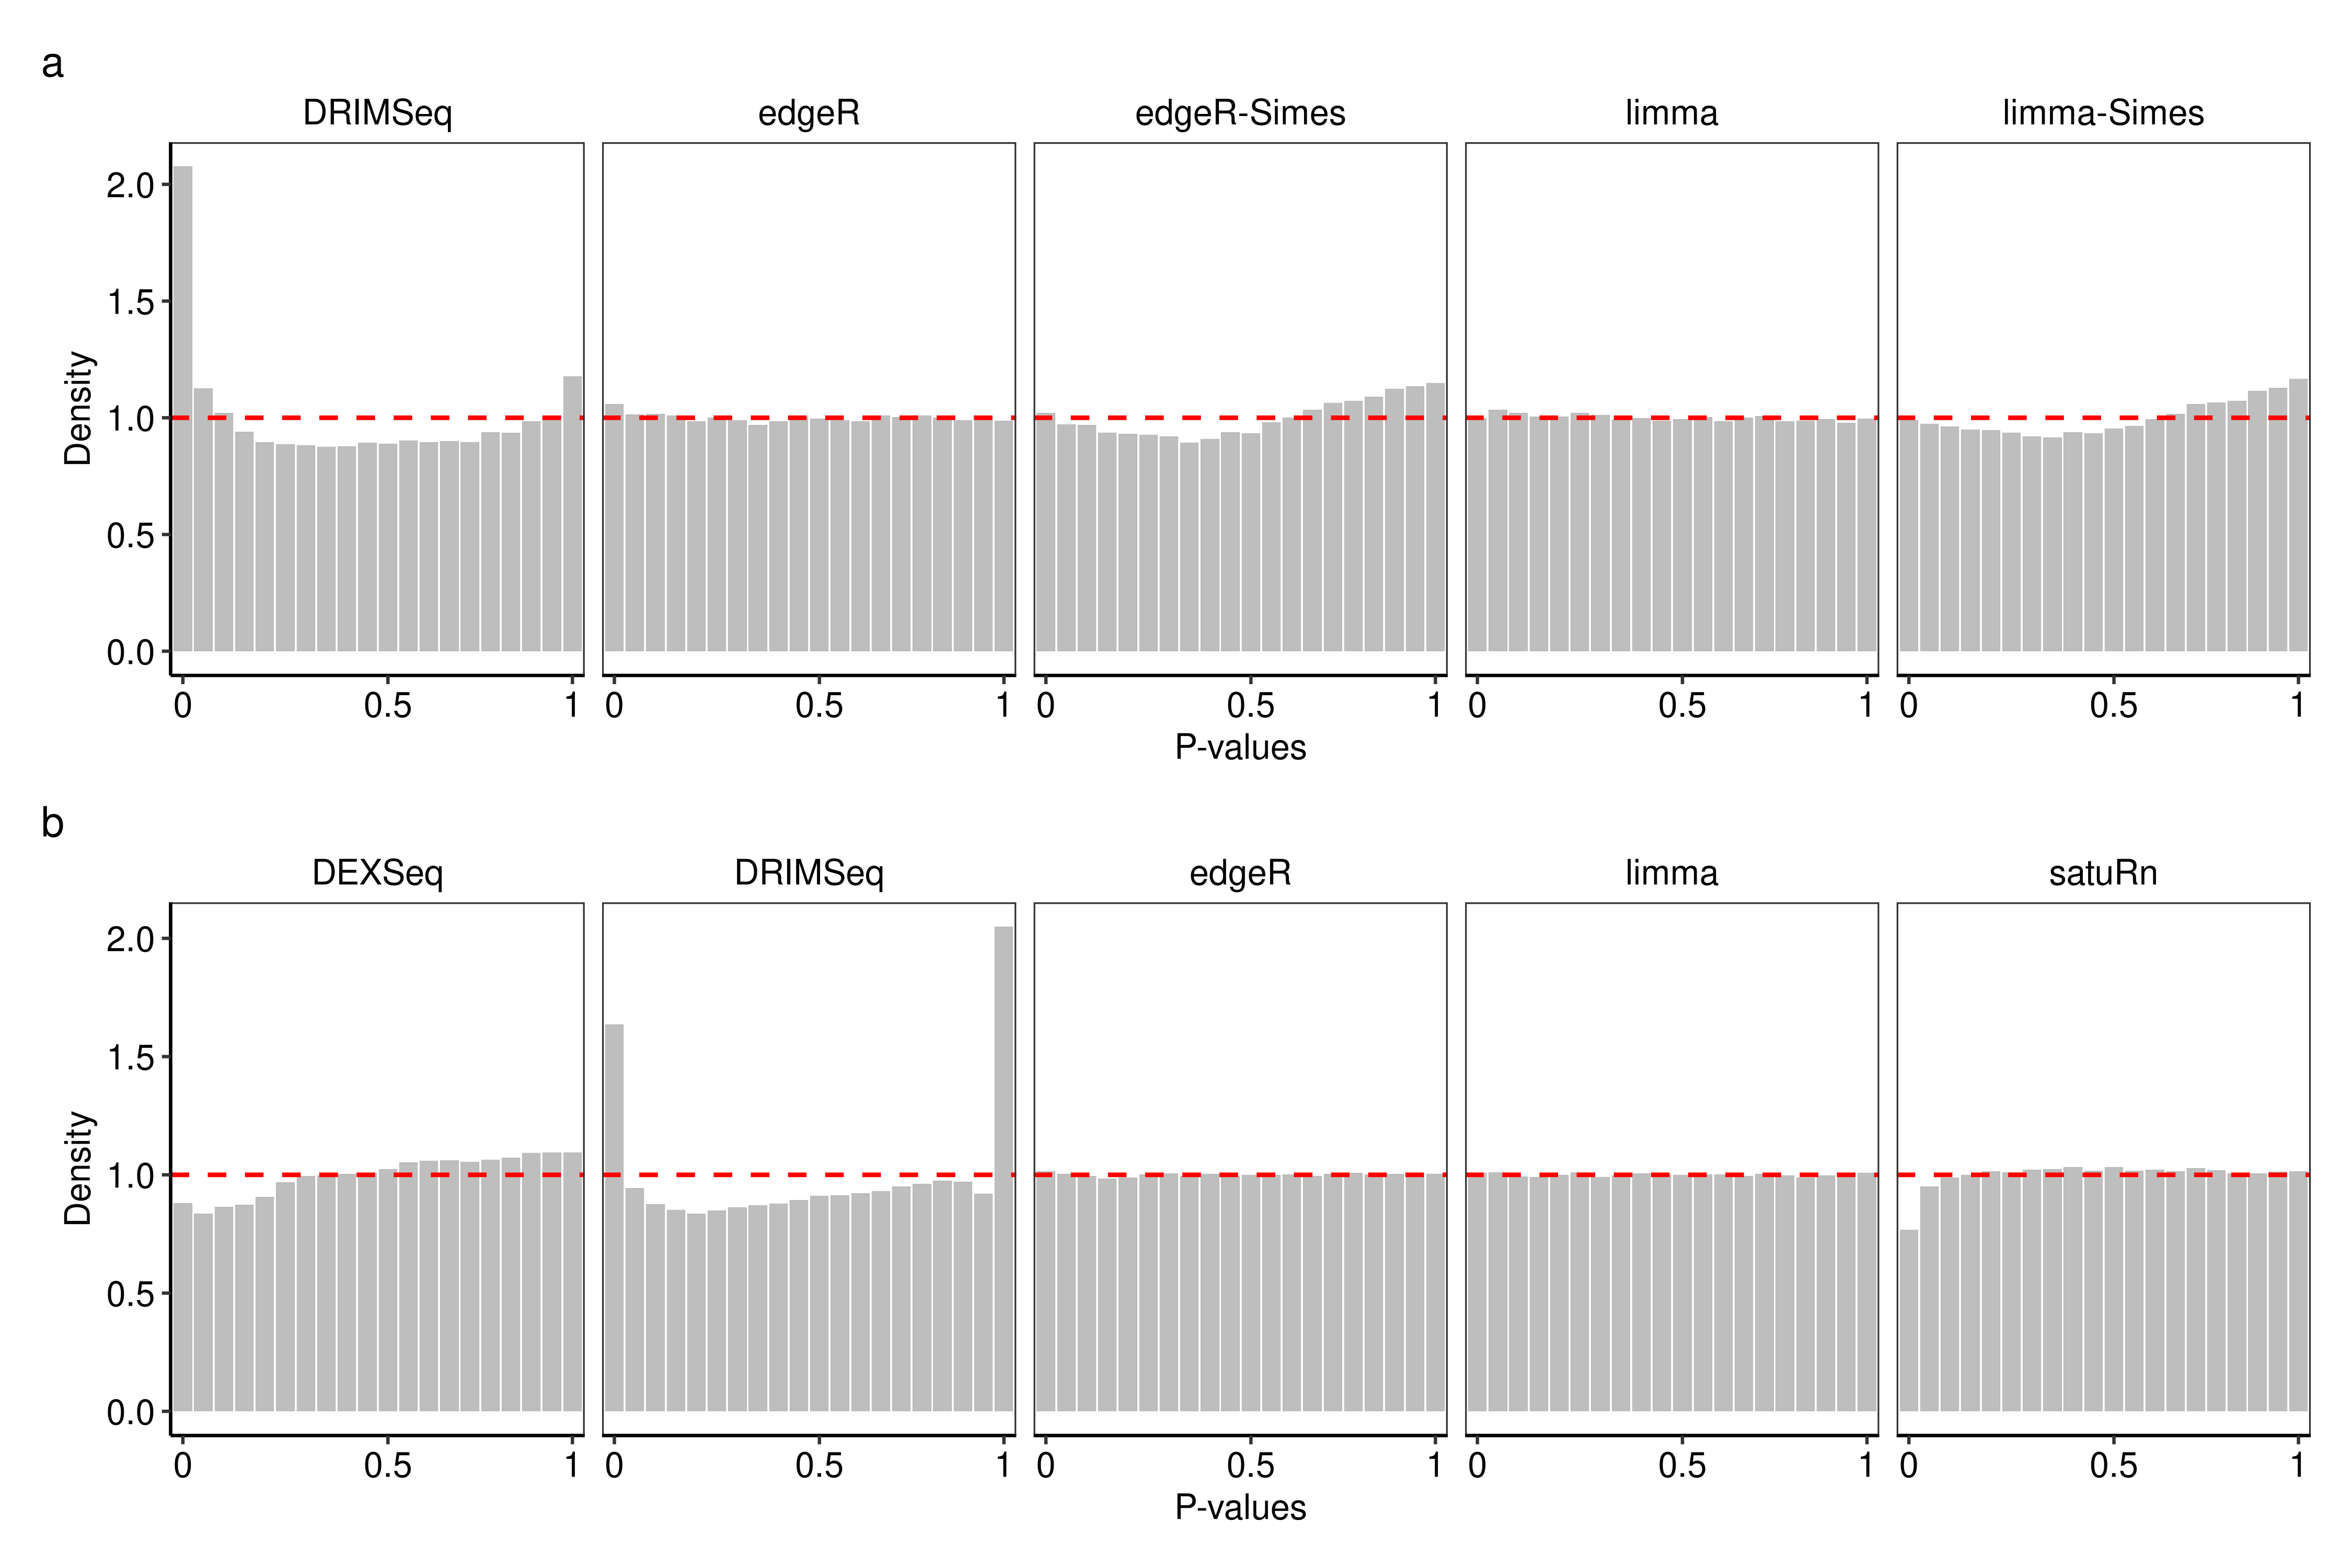 a
DRIMSeq edgeR edgeR-Simes limma limma-Simes
2.0
1.5
1.0
0.5
0.0
Density
0 0.5 1 0 0.5 1 0 0.5 1 0 0.5 1 0 0.5 1
P-values
b
DEXSeq DRIMSeq edgeR limma satuRn
2.0
1.5
1.0
0.5
0.0
Density
0 0.5 1 0 0.5 1 0 0.5 1 0 0.5 1 0 0.5 1
P-values